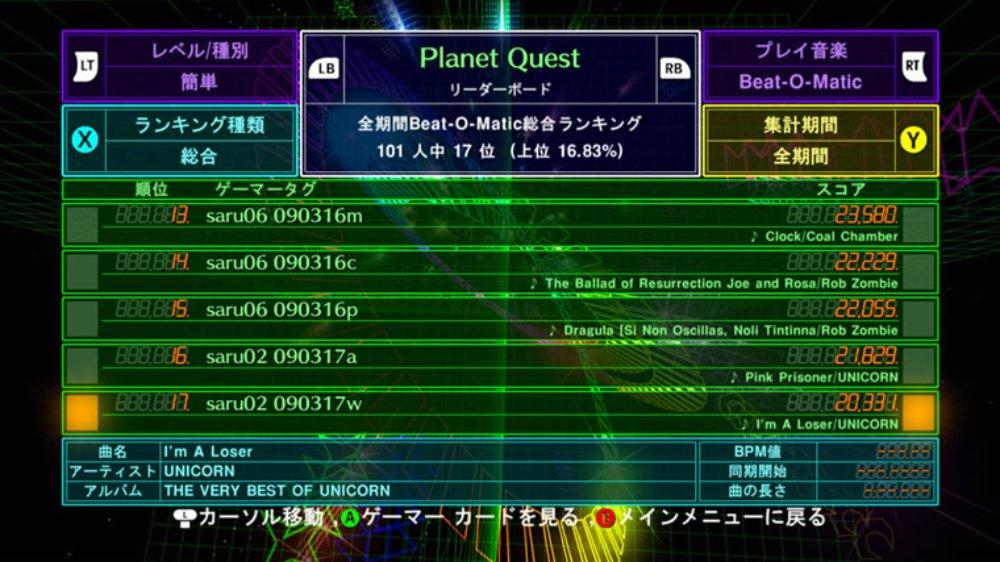 LT
レベル/種別
簡単
LB
Planet Quest
リーダーボード
RB
プレイ音楽
Beat-O-Matic
RT
X
ランキング種類
総合
全期間Beat-O-Matic総合ランキング
101 人中 17 位 (上位 16.83%)
集計期間
全期間
Y
順位 ゲーマータグ スコア
13. saru06 090316m 23,580.
♪ Clock/Coal Chamber
14. saru06 090316c 22,229.
♪ The Ballad of Resurrection Joe and Rosa/Rob Zombie
15. saru06 090316p 22,055.
♪ Dragula [Si Non Oscillas, Noli Tintinna/Rob Zombie
16. saru02 090317a 21,829.
♪ Pink Prisoner/UNICORN
17. saru02 090317w 20,331.
♪ I'm A Loser/UNICORN
曲名 I'm A Loser BPM値
アーティスト UNICORN 同期開始
アルバム THE VERY BEST OF UNICORN 曲の長さ
L カーソル移動 , A ゲーマー カードを見る , B メインメニューに戻る